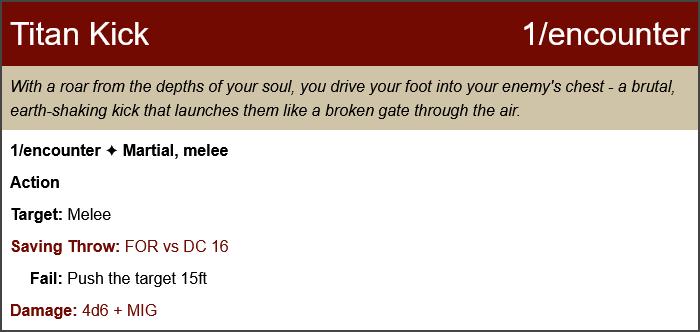 Titan Kick 1/encounter
With a roar from the depths of your soul, you drive your foot into your enemy's chest - a brutal,
earth-shaking kick that launches them like a broken gate through the air.
1/encounter ✦ Martial, melee
Action
Target: Melee
Saving Throw: FOR vs DC 16
Fail: Push the target 15ft
Damage: 4d6 + MIG